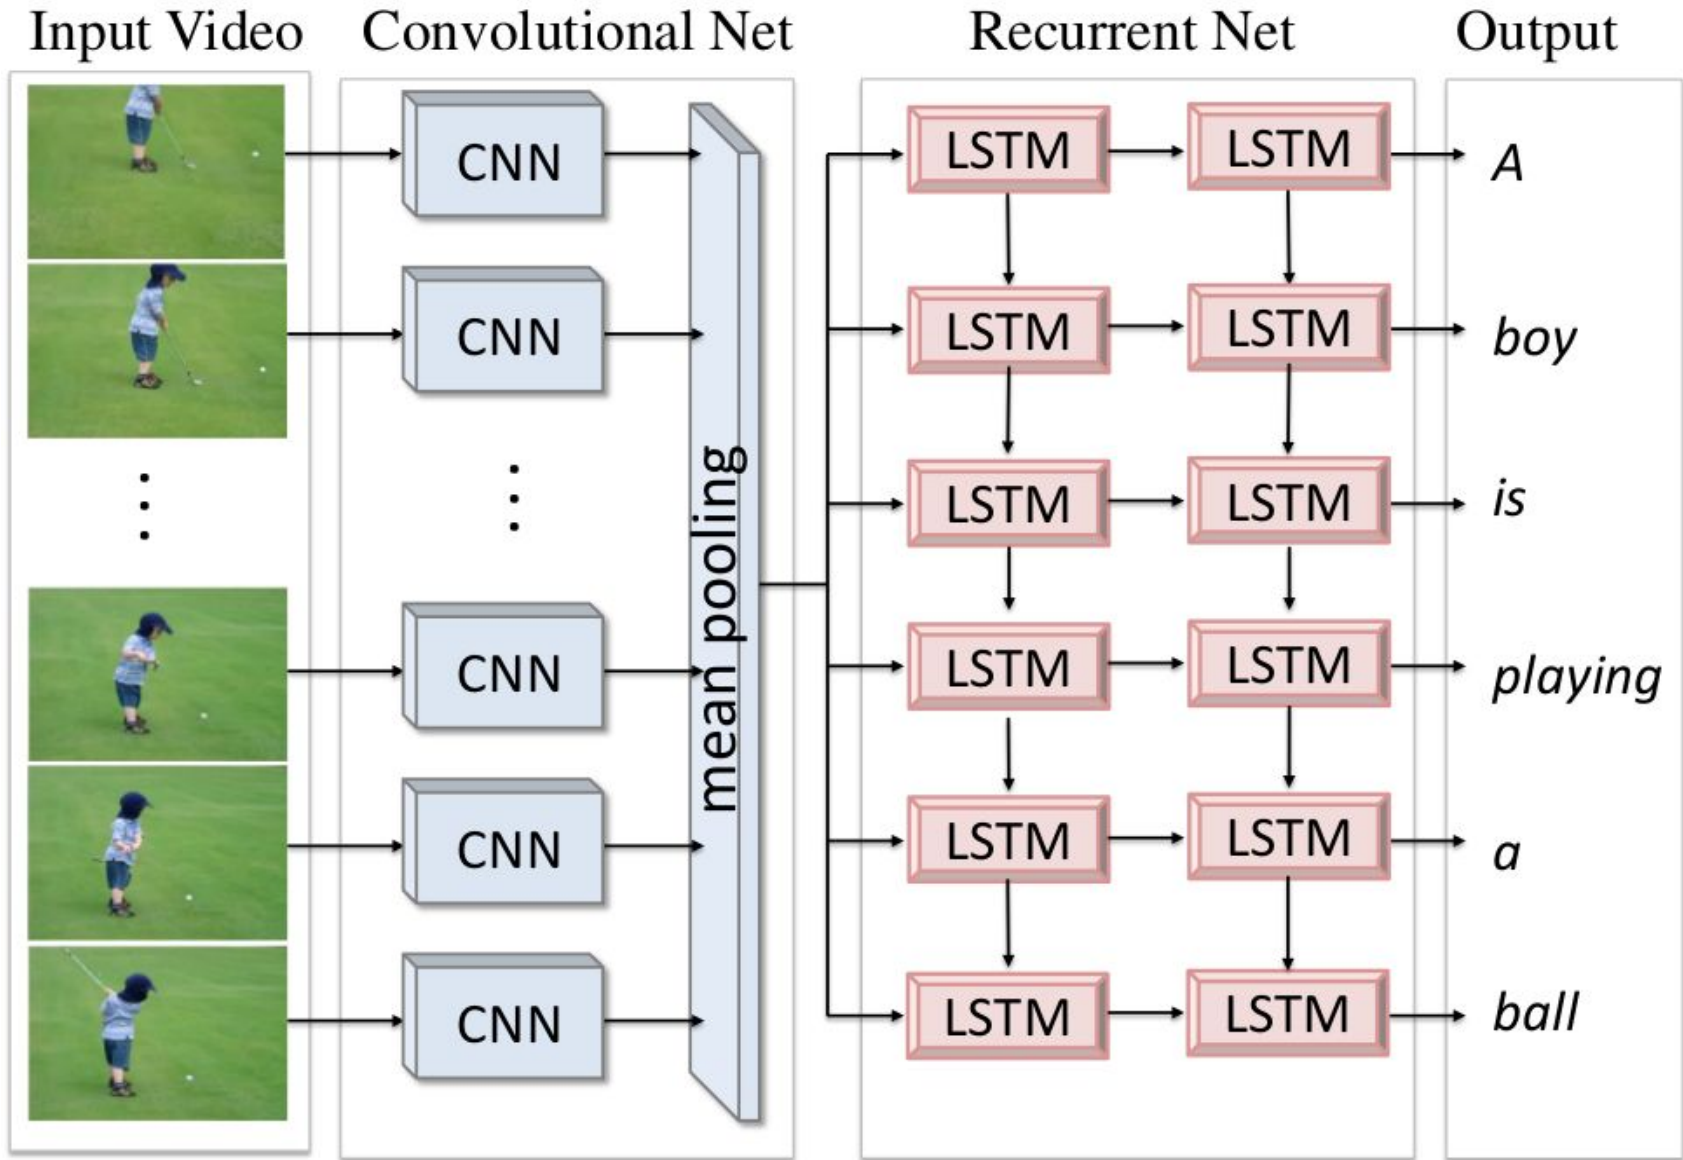 Input Video
Convolutional Net
Recurrent Net
Output
CNN
LSTM
LSTM
A
CNN
LSTM
LSTM
boy
LSTM
LSTM
is
mean pooling
CNN
LSTM
LSTM
playing
CNN
LSTM
LSTM
a
CNN
LSTM
LSTM
ball